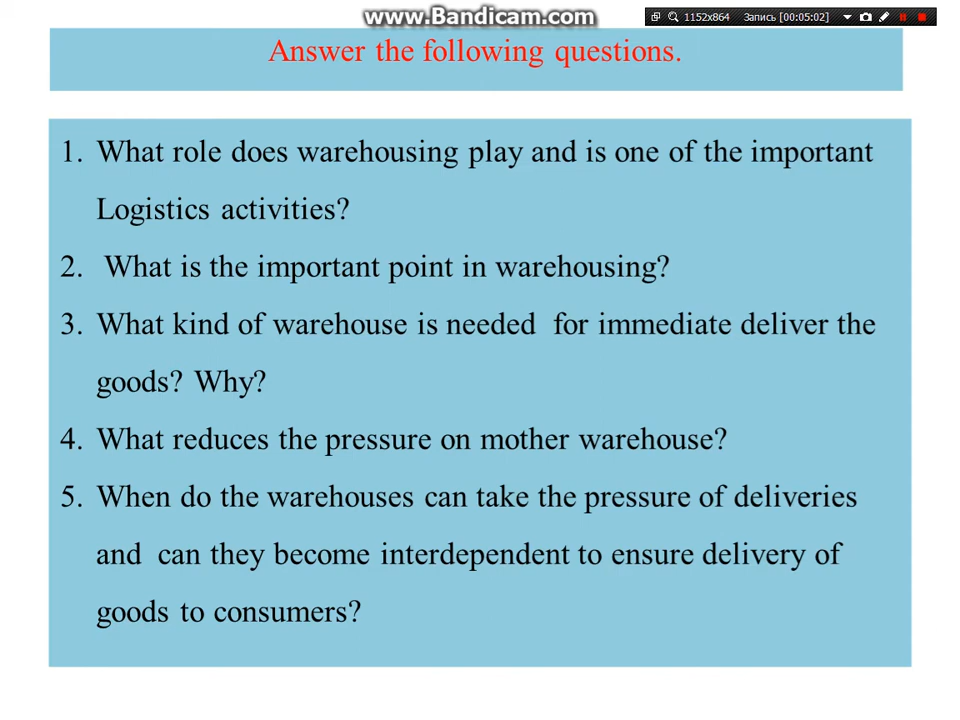 www.Bandicam.com
1152x864 Запись [00:05:02]
Answer the following questions.
1. What role does warehousing play and is one of the important
Logistics activities?
2. What is the important point in warehousing?
3. What kind of warehouse is needed for immediate deliver the
goods? Why?
4. What reduces the pressure on mother warehouse?
5. When do the warehouses can take the pressure of deliveries
and can they become interdependent to ensure delivery of
goods to consumers?